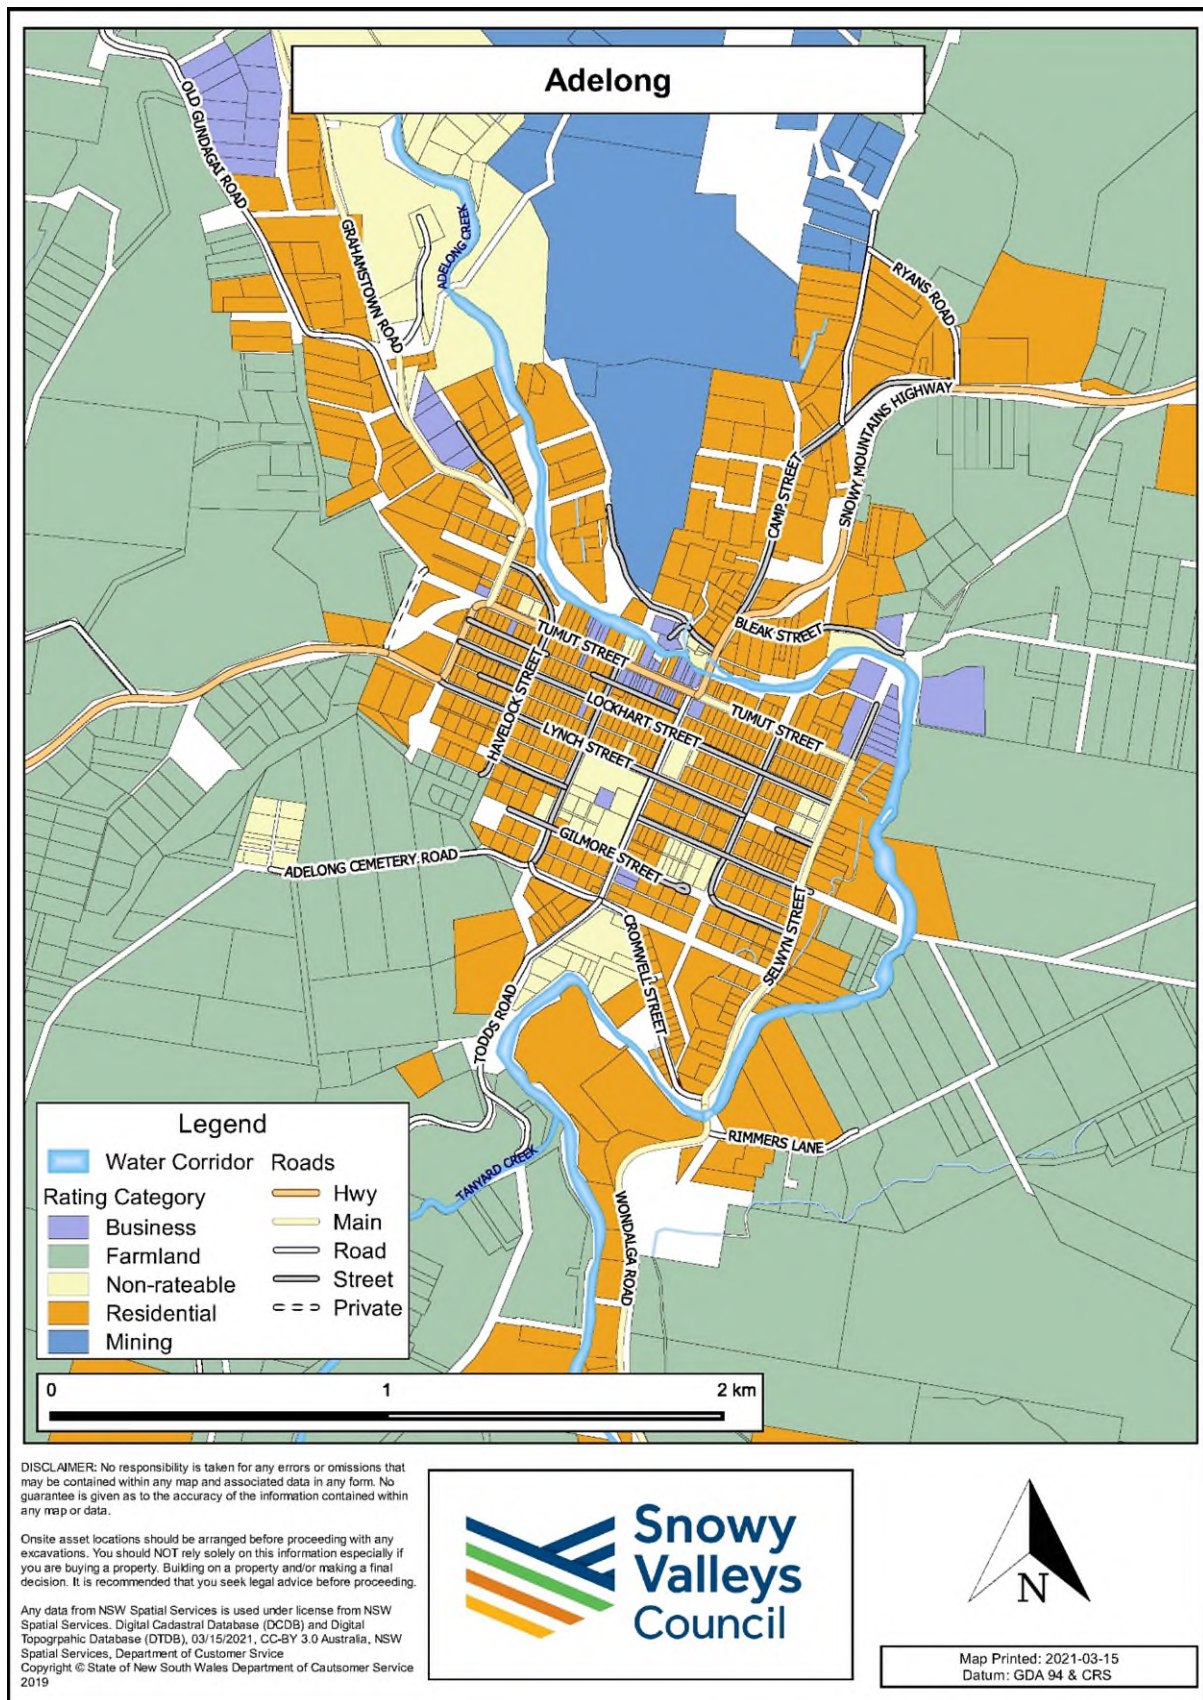 Adelong
OLD GUNDAGAI ROAD
GRAHAMSTOWN ROAD
ADELONG CREEK
RYANS ROAD
SNOWY MOUNTAINS HIGHWAY
CAMP STREET
BLEAK STREET
TUMUT STREET
HAVELOCK STREET
LOCKHART STREET
TUMUT STREET
LYNCH STREET
GILMORE STREET
ADELONG CEMETERY ROAD
CROMWELL STREET
SELWYN STREET
TODDS ROAD
RIMMERS LANE
TANYARD CREEK
WONDALGA ROAD
Legend
Water Corridor
Roads
Rating Category
Hwy
Business
Main
Farmland
Road
Non-rateable
Street
Residential
Private
Mining
0 1 2 km
DISCLAIMER: No responsibility is taken for any errors or omissions that
may be contained within any map and associated data in any form. No
guarantee is given as to the accuracy of the information contained within
any map or data.
Onsite asset locations should be arranged before proceeding with any
excavations. You should NOT rely solely on this information especially if
you are buying a property. Building on a property and/or making a final
decision. It is recommended that you seek legal advice before proceeding.
Any data from NSW Spatial Services is used under license from NSW
Spatial Services. Digital Cadastral Database (DCDB) and Digital
Topogrpahic Database (DTDB), 03/15/2021, CC-BY 3.0 Australia, NSW
Spatial Services, Department of Customer Srvice
Copyright © State of New South Wales Department of Cautsomer Service
2019
Snowy
Valleys
Council
N
Map Printed: 2021-03-15
Datum: GDA 94 & CRS